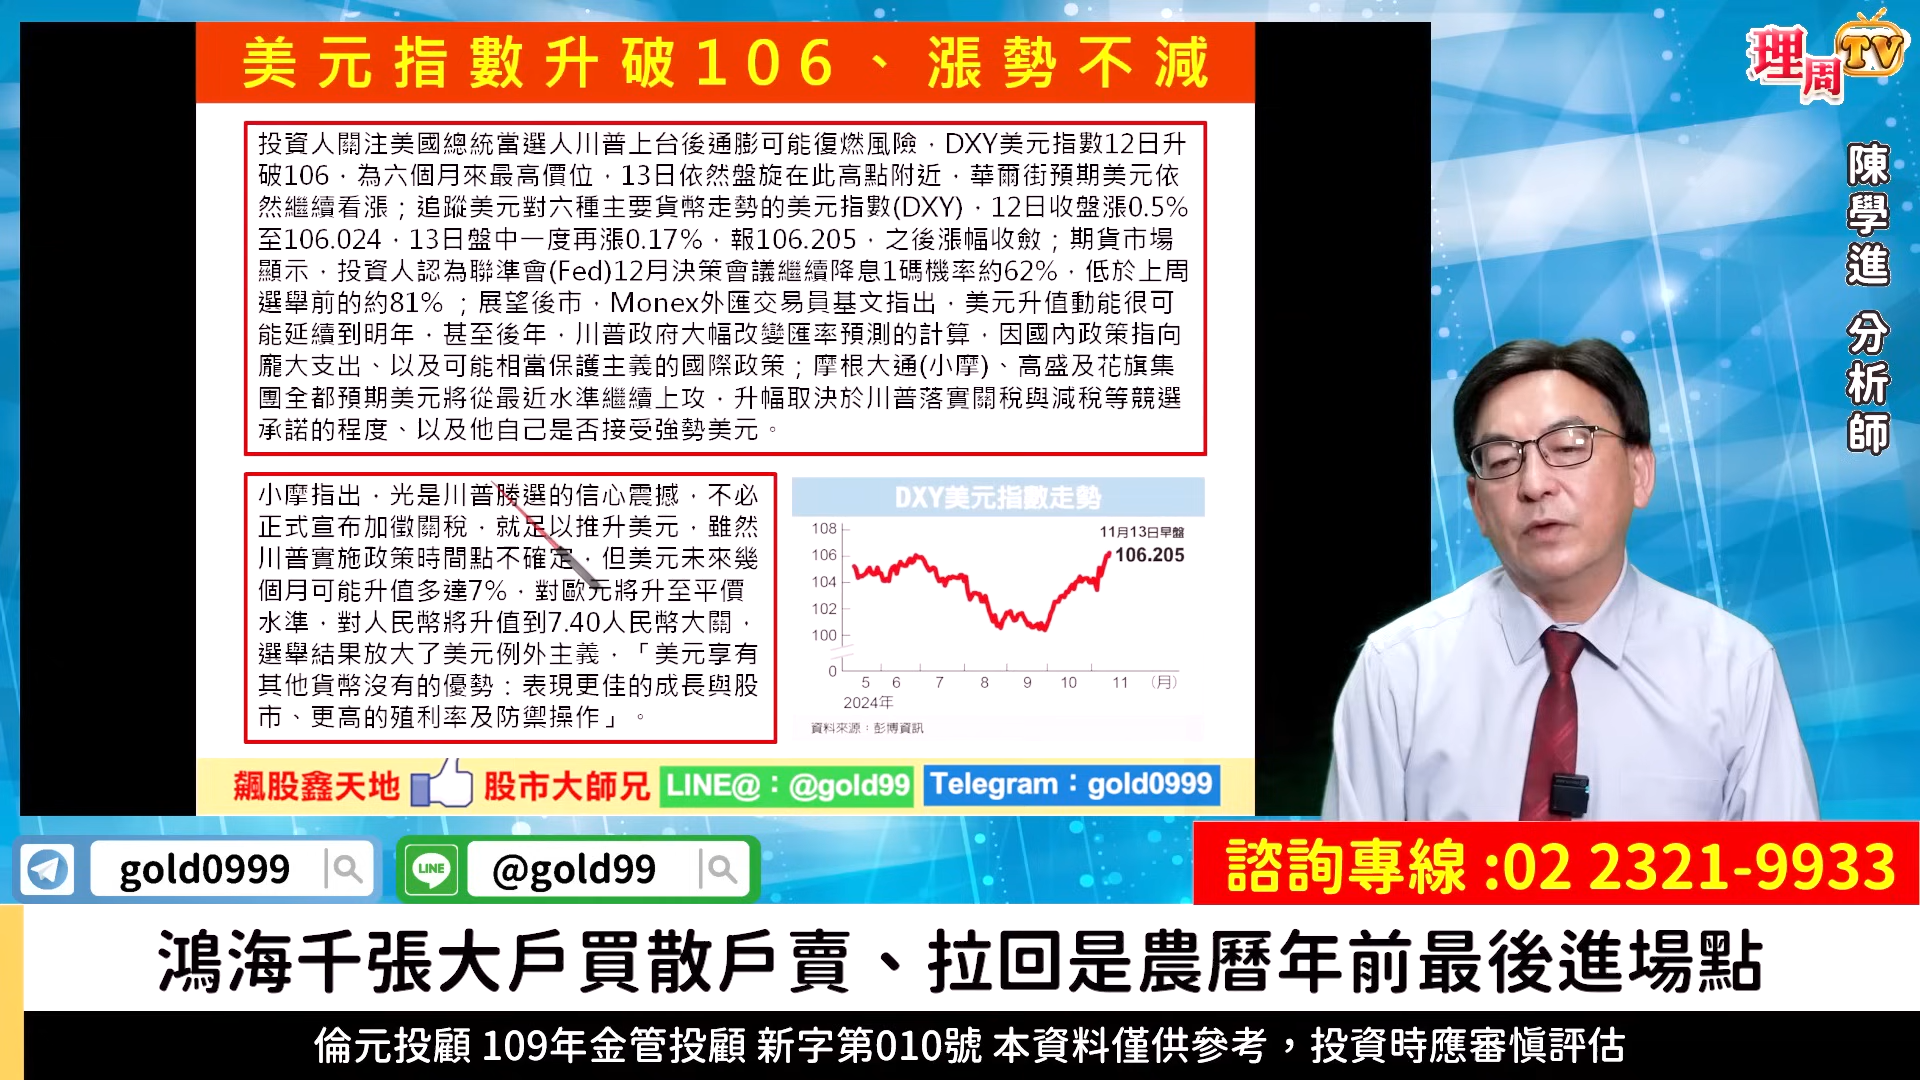 美元指數升破106、漲勢不減
理周TV
陳學進 分析師
投資人關注美國總統當選人川普上台後通膨可能復燃風險，DXY美元指數12日升
破106，為六個月來最高價位，13日依然盤旋在此高點附近，華爾街預期美元依
然繼續看漲；追蹤美元對六種主要貨幣走勢的美元指數(DXY)，12日收盤漲0.5%
至106.024，13日盤中一度再漲0.17%，報106.205，之後漲幅收斂；期貨市場
顯示，投資人認為聯準會(Fed)12月決策會議繼續降息1碼機率約62%，低於上周
選舉前的約81% ；展望後市，Monex外匯交易員基文指出，美元升值動能很可
能延續到明年，甚至後年，川普政府大幅改變匯率預測的計算，因國內政策指向
龐大支出、以及可能相當保護主義的國際政策；摩根大通(小摩)、高盛及花旗集
團全都預期美元將從最近水準繼續上攻，升幅取決於川普落實關稅與減稅等競選
承諾的程度、以及他自己是否接受強勢美元。
小摩指出，光是川普勝選的信心震撼，不必
正式宣布加徵關稅，就足以推升美元，雖然
川普實施政策時間點不確定，但美元未來幾
個月可能升值多達7%，對歐元將升至平價
水準，對人民幣將升值到7.40人民幣大關，
選舉結果放大了美元例外主義，「美元享有
其他貨幣沒有的優勢：表現更佳的成長與股
市、更高的殖利率及防禦操作」。
DXY美元指數走勢
108
106
104
102
100
0
11月13日早盤
106.205
5 6 7 8 9 10 11 (月)
2024年
資料來源：彭博資訊
飆股鑫天地 股市大師兄 LINE@：@gold99 Telegram：gold0999
gold0999
LINE
@gold99
諮詢專線:02 2321-9933
鴻海千張大戶買散戶賣、拉回是農曆年前最後進場點
倫元投顧 109年金管投顧 新字第010號 本資料僅供參考，投資時應審慎評估